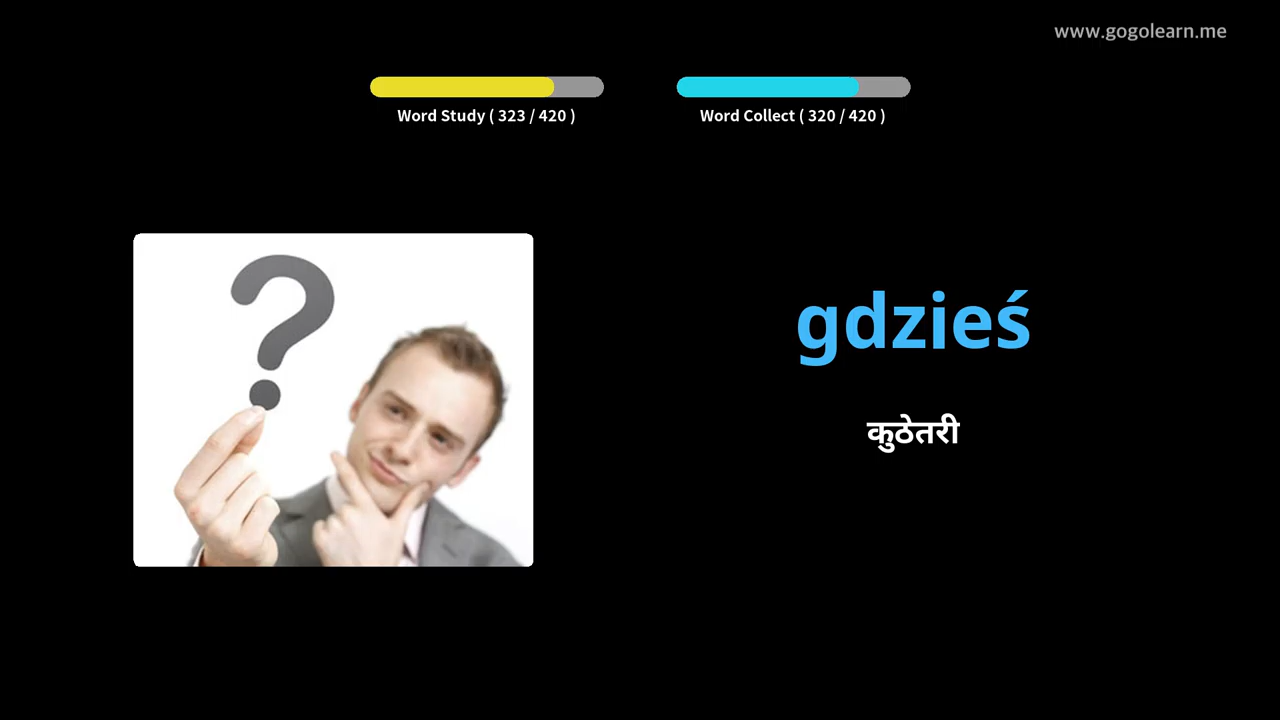 www.gogolearn.me
Word Study ( 323 / 420 )
Word Collect ( 320 / 420 )
?
gdzieś
कुठेतरी